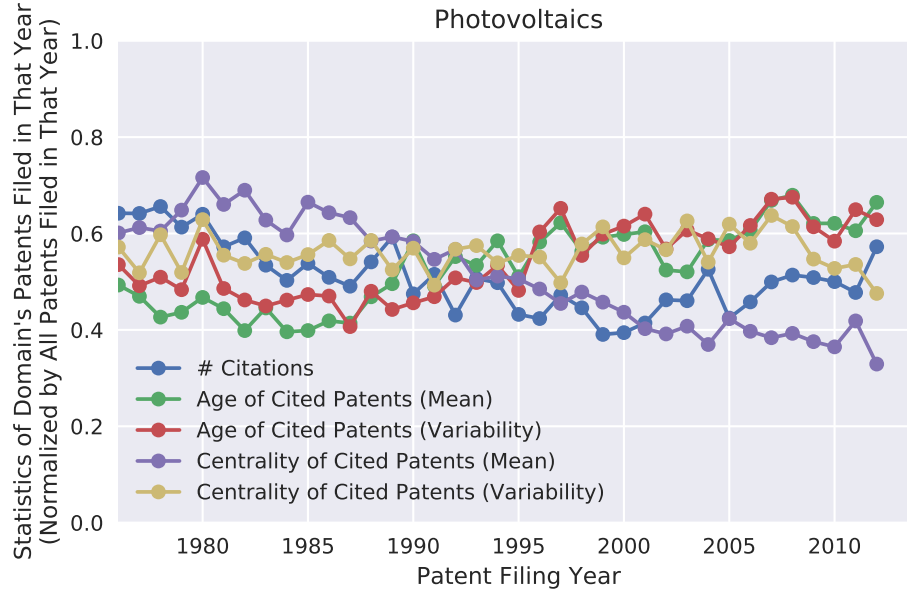 Photovoltaics
Statistics of Domain's Patents Filed in That Year
(Normalized by All Patents Filed in That Year)
1.0
0.8
0.6
0.4
0.2
0.0
# Citations
Age of Cited Patents (Mean)
Age of Cited Patents (Variability)
Centrality of Cited Patents (Mean)
Centrality of Cited Patents (Variability)
1980 1985 1990 1995 2000 2005 2010
Patent Filing Year